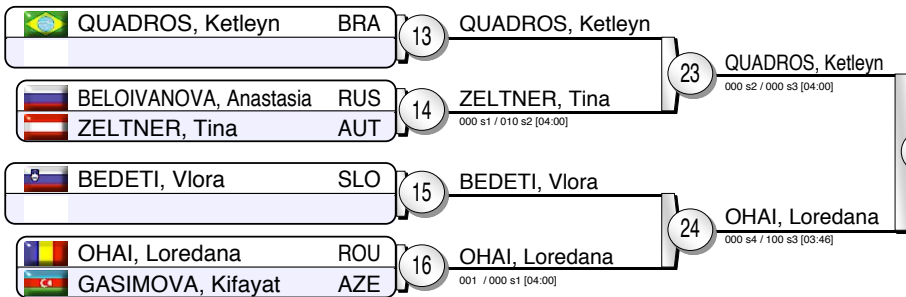 QUADROS, Ketleyn BRA
13
QUADROS, Ketleyn
BELOIVANOVA, Anastasia RUS
ZELTNER, Tina AUT
14
ZELTNER, Tina
000 s1 / 010 s2 [04:00]
23
QUADROS, Ketleyn
000 s2 / 000 s3 [04:00]
BEDETI, Vlora SLO
15
BEDETI, Vlora
OHAI, Loredana ROU
GASIMOVA, Kifayat AZE
16
OHAI, Loredana
001 / 000 s1 [04:00]
24
OHAI, Loredana
000 s4 / 100 s3 [03:46]